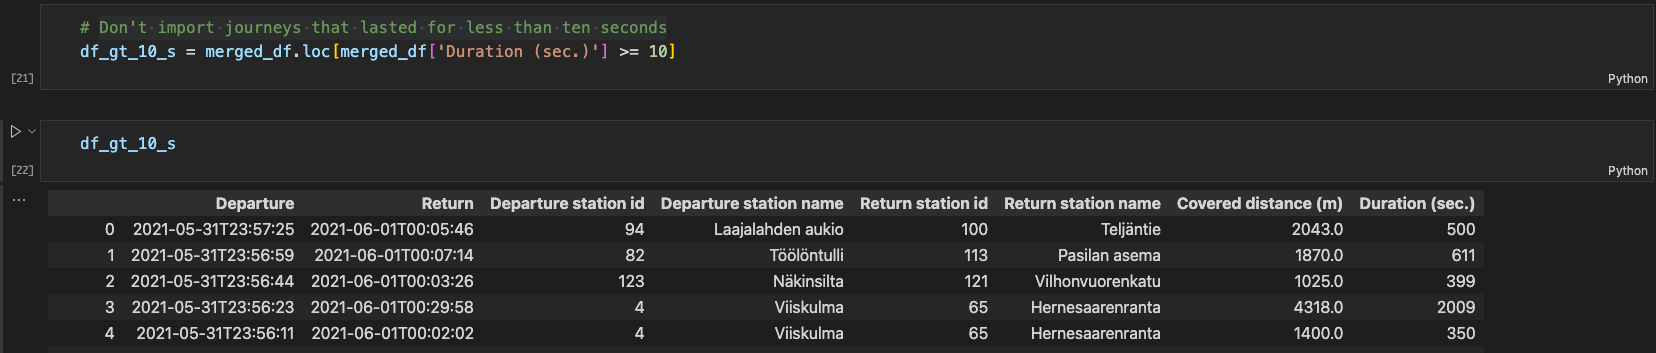 # Don't import journeys that lasted for less than ten seconds
df_gt_10_s = merged_df.loc[merged_df['Duration (sec.)'] >= 10]
[21]
Python
df_gt_10_s
[22]
Python
...
Departure Return Departure station id Departure station name Return station id Return station name Covered distance (m) Duration (sec.)
0 2021-05-31T23:57:25 2021-06-01T00:05:46 94 Laajalahden aukio 100 Teljäntie 2043.0 500
1 2021-05-31T23:56:59 2021-06-01T00:07:14 82 Töölöntulli 113 Pasilan asema 1870.0 611
2 2021-05-31T23:56:44 2021-06-01T00:03:26 123 Näkinsilta 121 Vilhonvuorenkatu 1025.0 399
3 2021-05-31T23:56:23 2021-06-01T00:29:58 4 Viiskulma 65 Hernesaarenranta 4318.0 2009
4 2021-05-31T23:56:11 2021-06-01T00:02:02 4 Viiskulma 65 Hernesaarenranta 1400.0 350